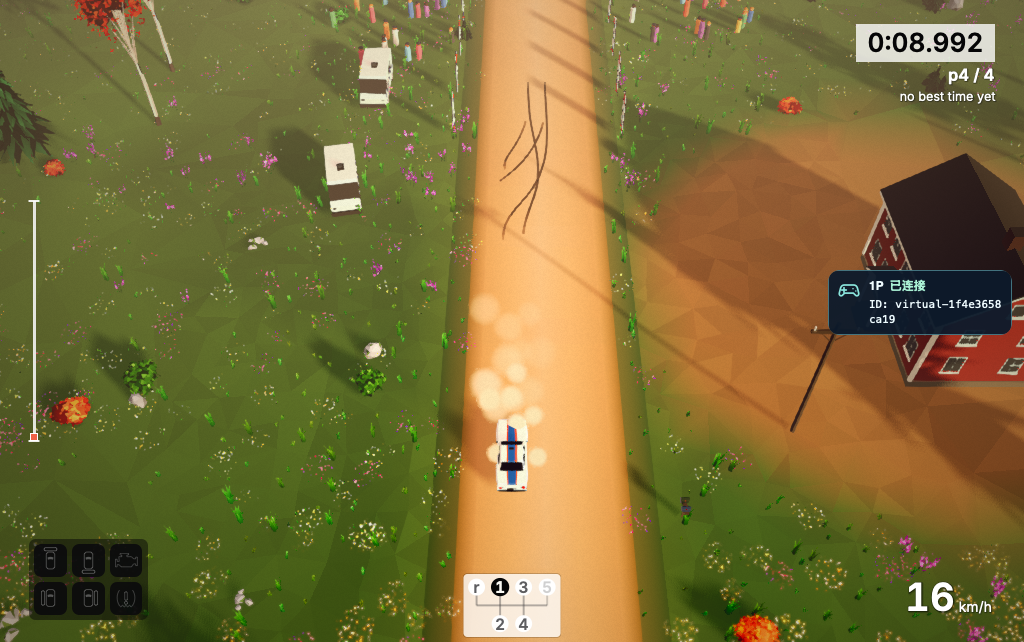 0:08.992
p4 / 4
no best time yet
1P 已连接
ID: virtual-1f4e3658
ca19
r 1 3 5
2 4
16 km/h